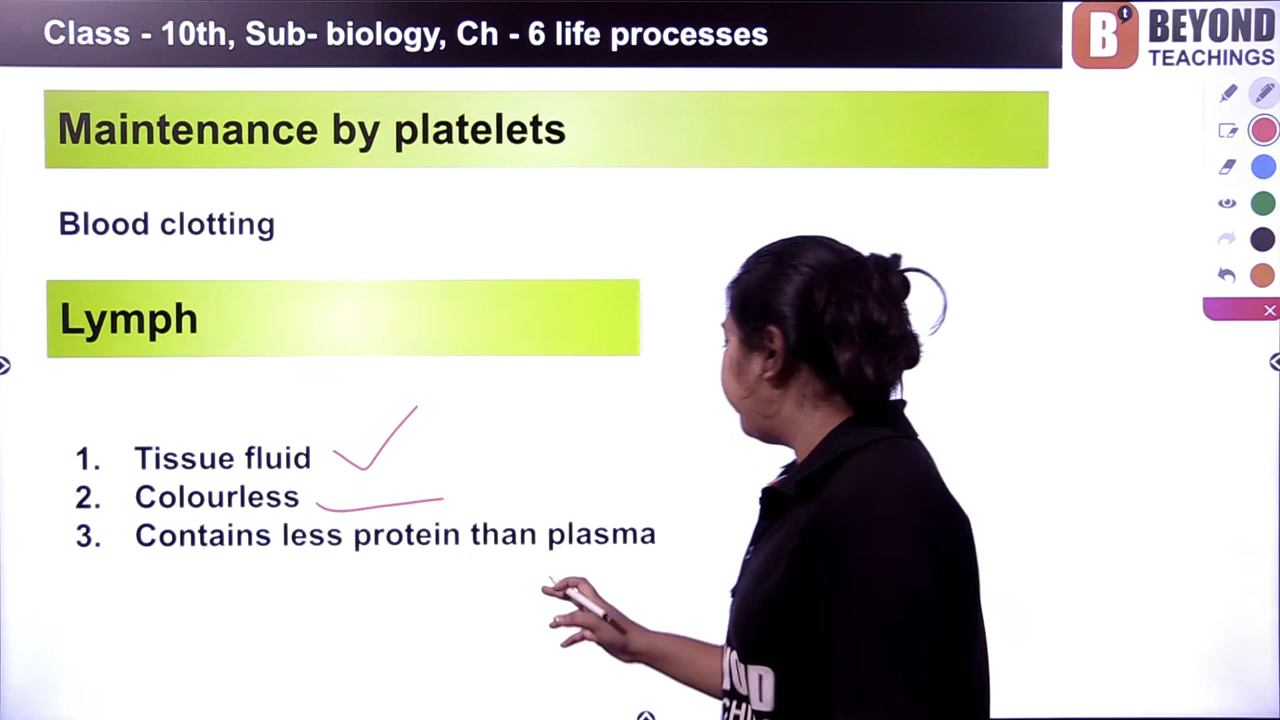 Class - 10th, Sub- biology, Ch - 6 life processes
B t BEYOND
TEACHINGS
Maintenance by platelets
Blood clotting
Lymph
1. Tissue fluid
2. Colourless
3. Contains less protein than plasma